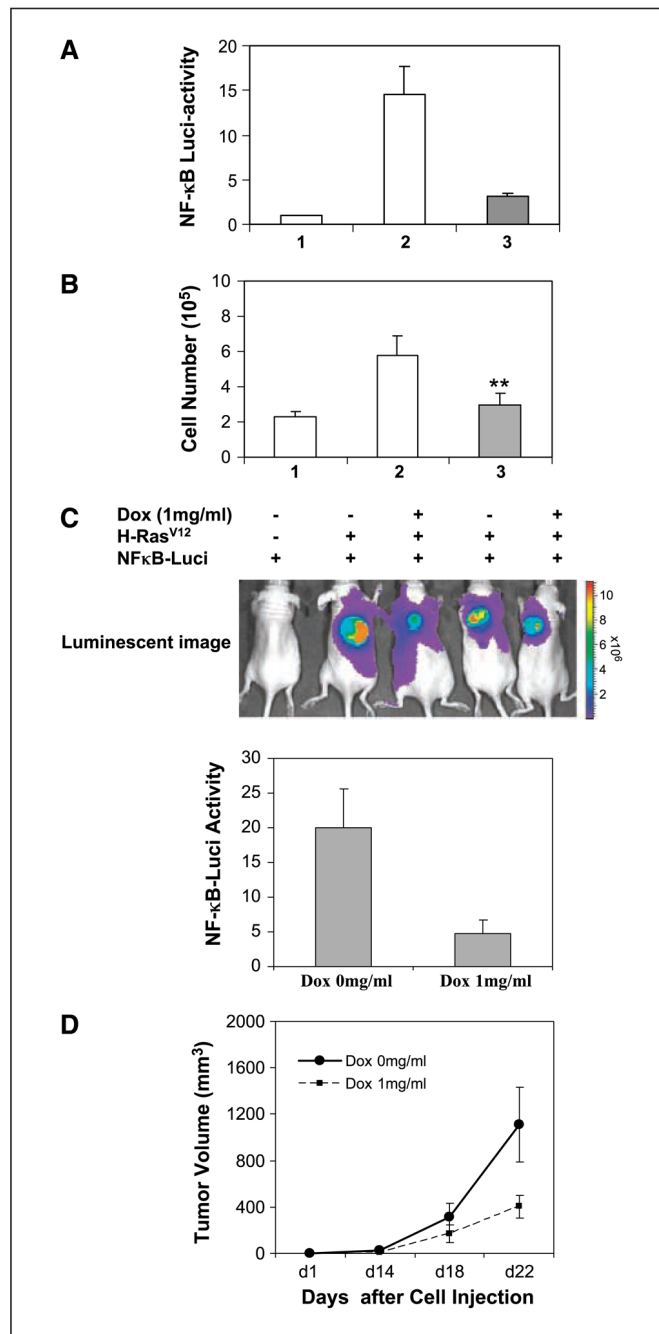 A
NF-κB Luci-activity
20
15
10
5
0
1 2 3
B
Cell Number (10⁵)
10
8
6
4
2
0
**
1 2 3
C
Dox (1mg/ml) - - + - +
H-Rasⱽ¹² - + + + +
NFκB-Luci + + + + +
Luminescent image
10
8
6
4
2
x10⁶
NF-κB-Luci Activity
30
25
20
15
10
5
0
Dox 0mg/ml Dox 1mg/ml
D
Tumor Volume (mm³)
2000
1600
1200
800
400
0
Dox 0mg/ml
Dox 1mg/ml
d1 d14 d18 d22
Days after Cell Injection